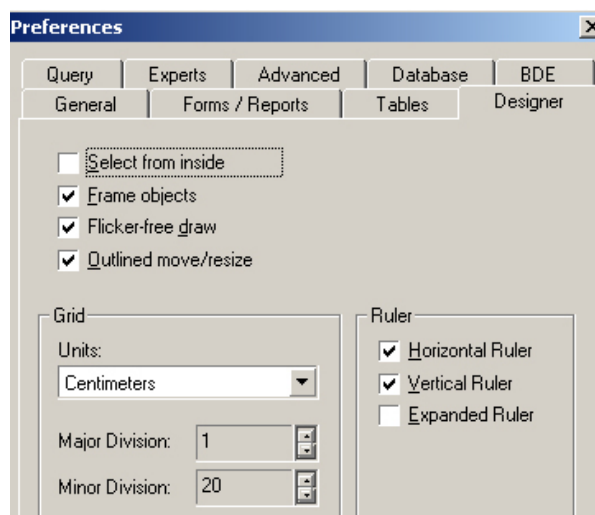 Preferences
Query Experts Advanced Database BDE
General Forms / Reports Tables Designer
Select from inside
Frame objects
Flicker-free draw
Outlined move/resize
Grid
Units:
Centimeters
Major Division: 1
Minor Division: 20
Ruler
Horizontal Ruler
Vertical Ruler
Expanded Ruler